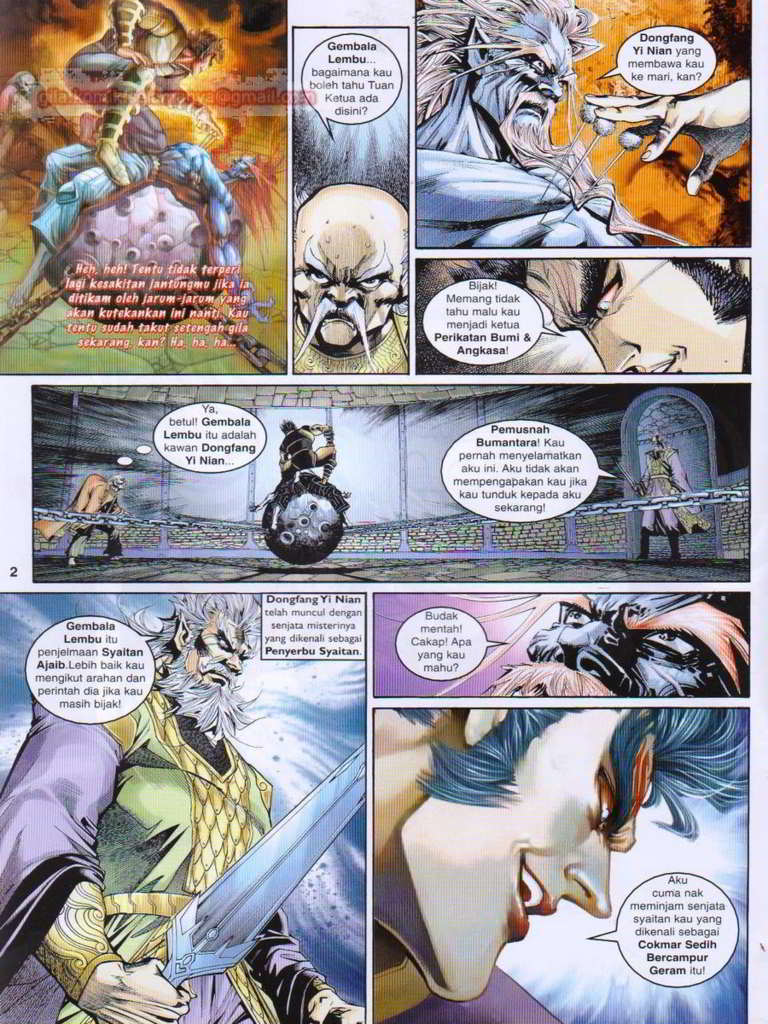 Heh, heh! Tentu tidak terperi
lagi kesakitan jantungmu jika ia
ditikam oleh jarum-jarum yang
akan kutekankan ini nanti. Kau
tentu sudah takut setengah gila
sekarang, kan? Ha, ha, ha...
Gembala
Lembu...
bagaimana kau
boleh tahu Tuan
Ketua ada
disini?
Dongfang
Yi Nian yang
membawa kau
ke mari, kan?
Bijak!
Memang tidak
tahu malu kau
menjadi ketua
Perikatan Bumi &
Angkasa!
Ya,
betul! Gembala
Lembu itu adalah
kawan Dongfang
Yi Nian...
Pemusnah
Bumantara! Kau
pernah menyelamatkan
aku ini. Aku tidak akan
mempengapakan kau jika
kau tunduk kepada aku
sekarang!
2
Gembala
Lembu itu
penjelmaan Syaitan
Ajaib.Lebih baik kau
mengikut arahan dan
perintah dia jika kau
masih bijak!
Dongfang Yi Nian
telah muncul dengan
senjata misterinya
yang dikenali sebagai
Penyerbu Syaitan.
Budak
mentah!
Cakap! Apa
yang kau
mahu?
Aku
cuma nak
meminjam senjata
syaitan kau yang
dikenali sebagai
Cokmar Sedih
Bercampur
Geram itu!